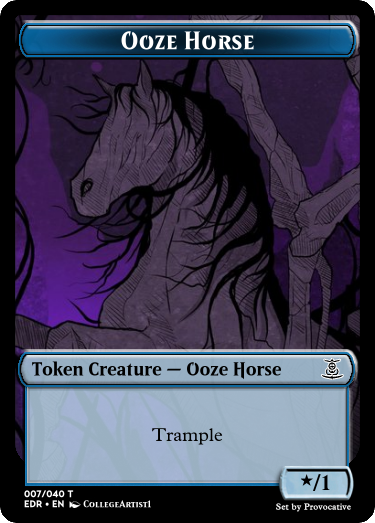 Ooze Horse
Token Creature — Ooze Horse
Trample
★/1
007/040 T
EDR • EN CollegeArtist1
Set by Provocative